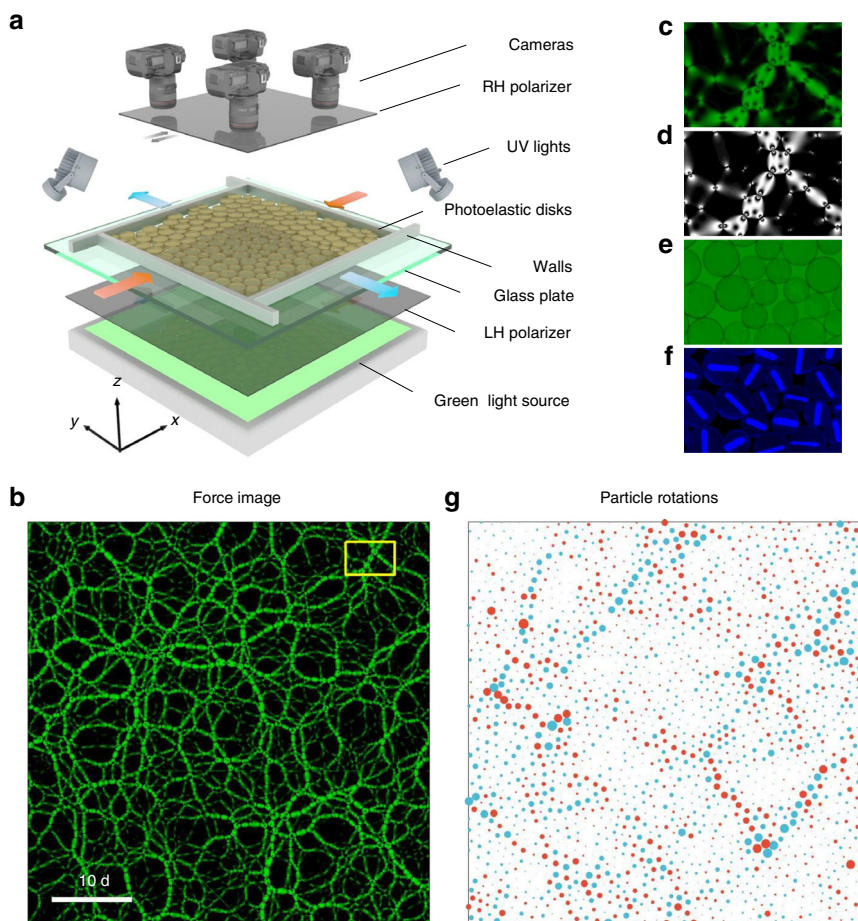 a
Cameras
RH polarizer
UV lights
Photoelastic disks
Walls
Glass plate
LH polarizer
Green light source
z
y
x
c
d
e
f
b
Force image
10 d
g
Particle rotations